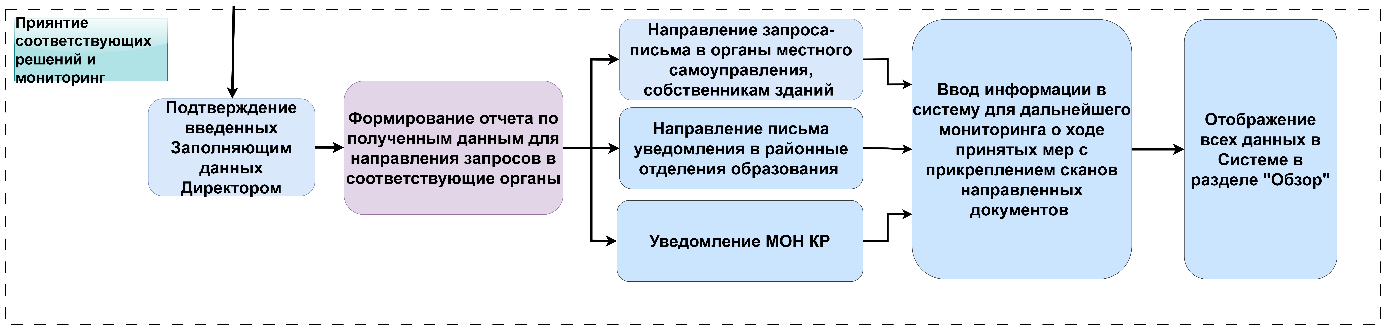 Приянтие
соответствующих
решений и
мониторинг
Подтверждение
введенных
Заполняющим
данных
Директором
Формирование отчета по
полученным данным для
направления запросов в
соответствующие органы
Направление запроса-
письма в органы местного
самоуправления,
собственникам зданий
Направление письма
уведомления в районные
отделения образования
Уведомление МОН КР
Ввод информации в
систему для дальнейшего
мониторинга о ходе
принятых мер с
прикреплением сканов
направленных
документов
Отображение
всех данных в
Системе в
разделе "Обзор"